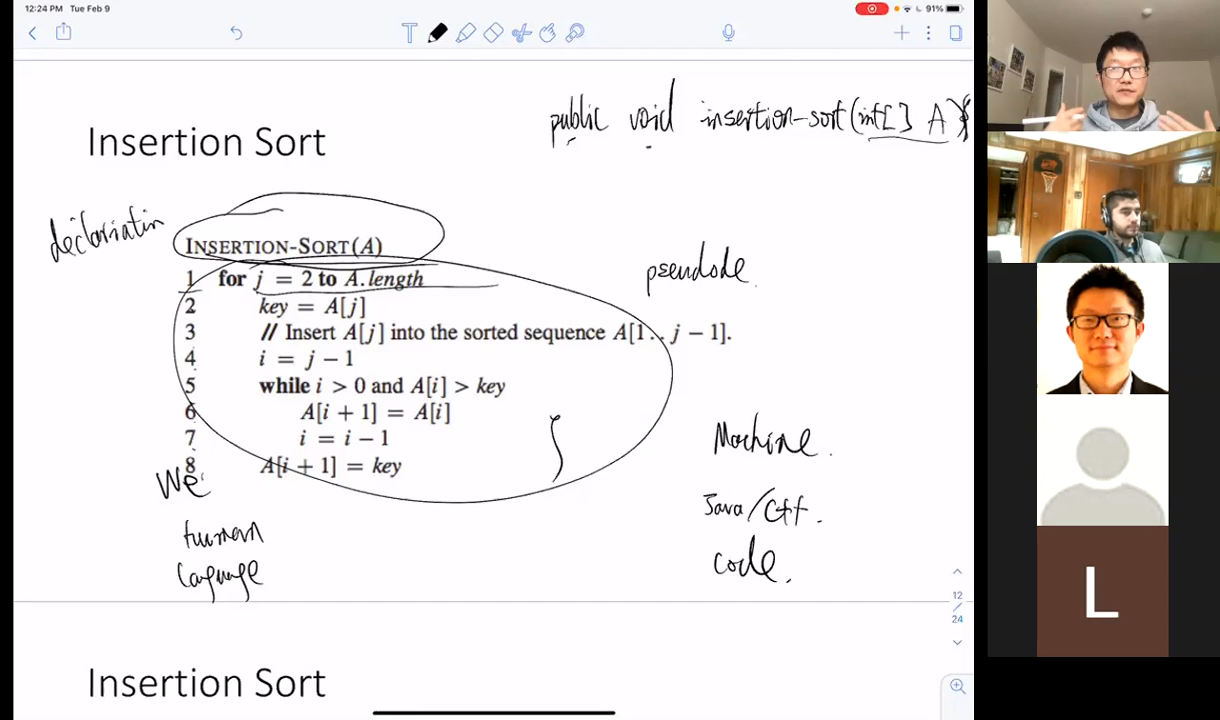 12:24 PM Tue Feb 9
91%
public void insertion-sort(int[] A){
Insertion Sort
declariatin
INSERTION-SORT(A)
1 for j = 2 to A.length
2 key = A[j]
3 // Insert A[j] into the sorted sequence A[1 . . j − 1].
4 i = j − 1
5 while i > 0 and A[i] > key
6 A[i + 1] = A[i]
7 i = i − 1
8 A[i + 1] = key
}
pseudode.
We
human
language
Machine.
Java/C++.
code.
12
/
24
Insertion Sort
L